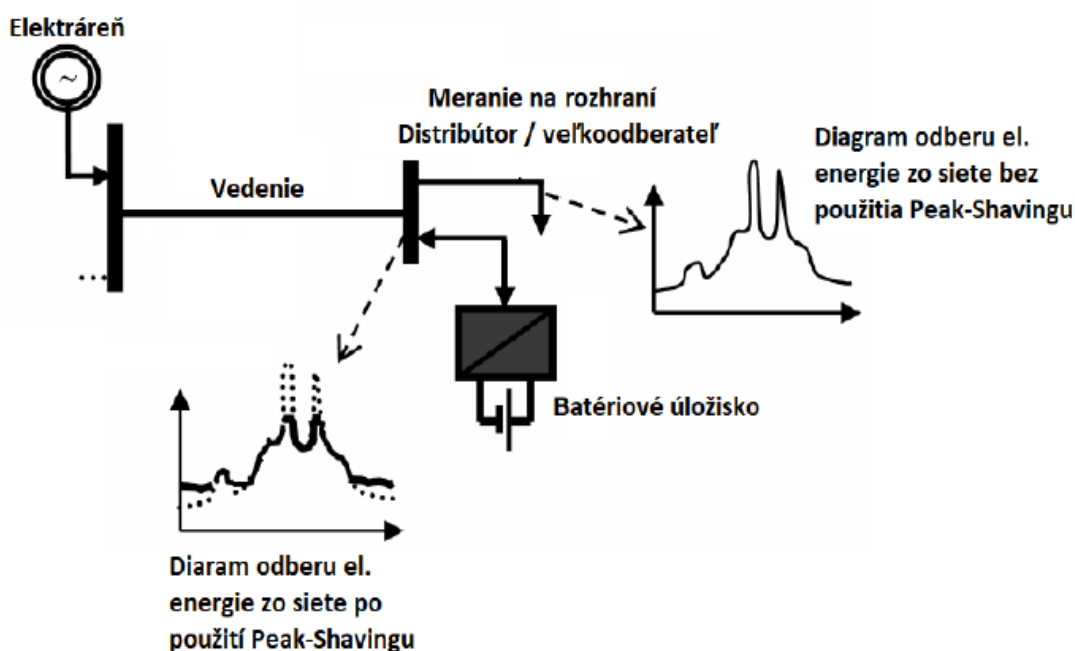 Elektráreň
~
Meranie na rozhraní
Distribútor / veľkoodberateľ
Diagram odberu el.
energie zo siete bez
použitia Peak-Shavingu
Vedenie
Batériové úložisko
Diaram odberu el.
energie zo siete po
použití Peak-Shavingu